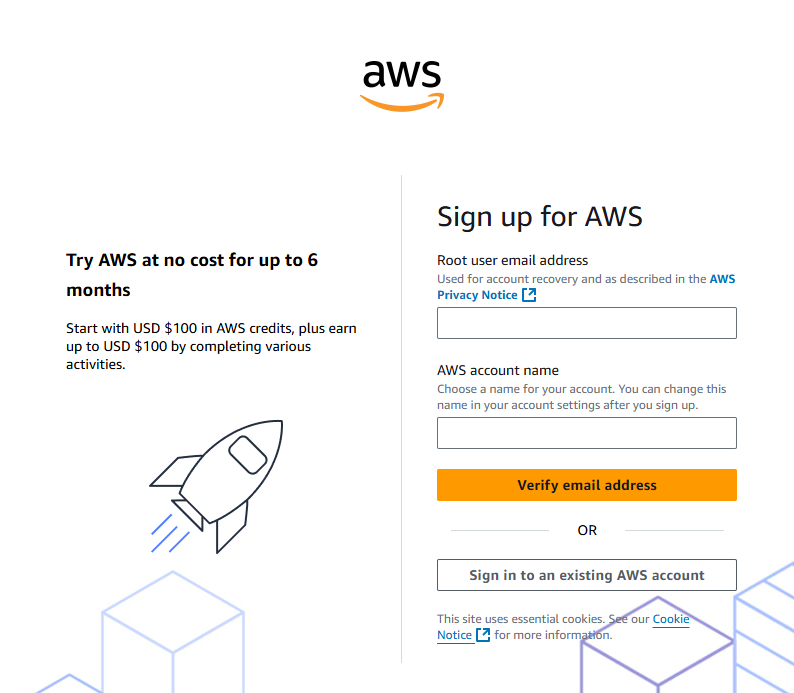 aws
Try AWS at no cost for up to 6
months
Start with USD $100 in AWS credits, plus earn
up to USD $100 by completing various
activities.
Sign up for AWS
Root user email address
Used for account recovery and as described in the AWS
Privacy Notice
AWS account name
Choose a name for your account. You can change this
name in your account settings after you sign up.
Verify email address
OR
Sign in to an existing AWS account
This site uses essential cookies. See our Cookie
Notice for more information.